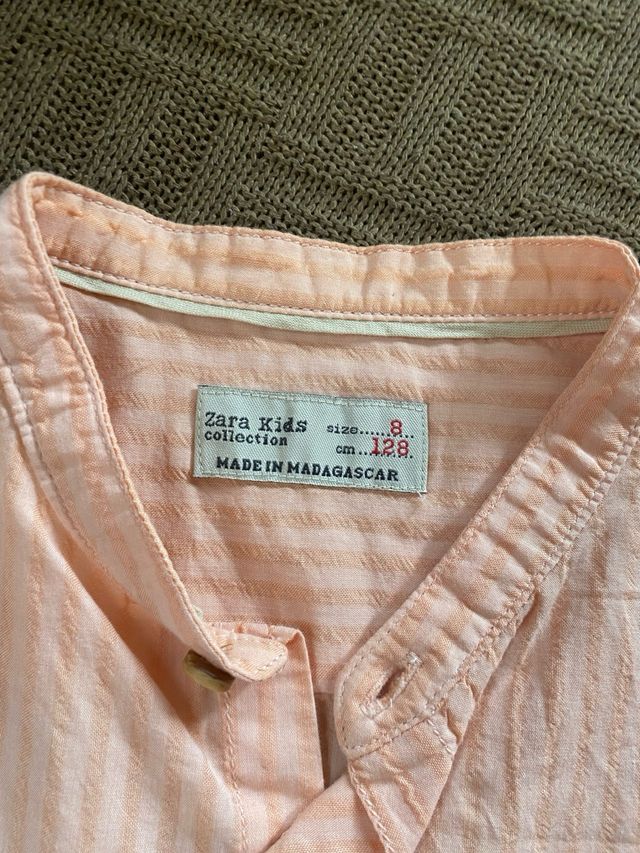 Zara Kids size......8..
collection cm ..128
MADE IN MADAGASCAR